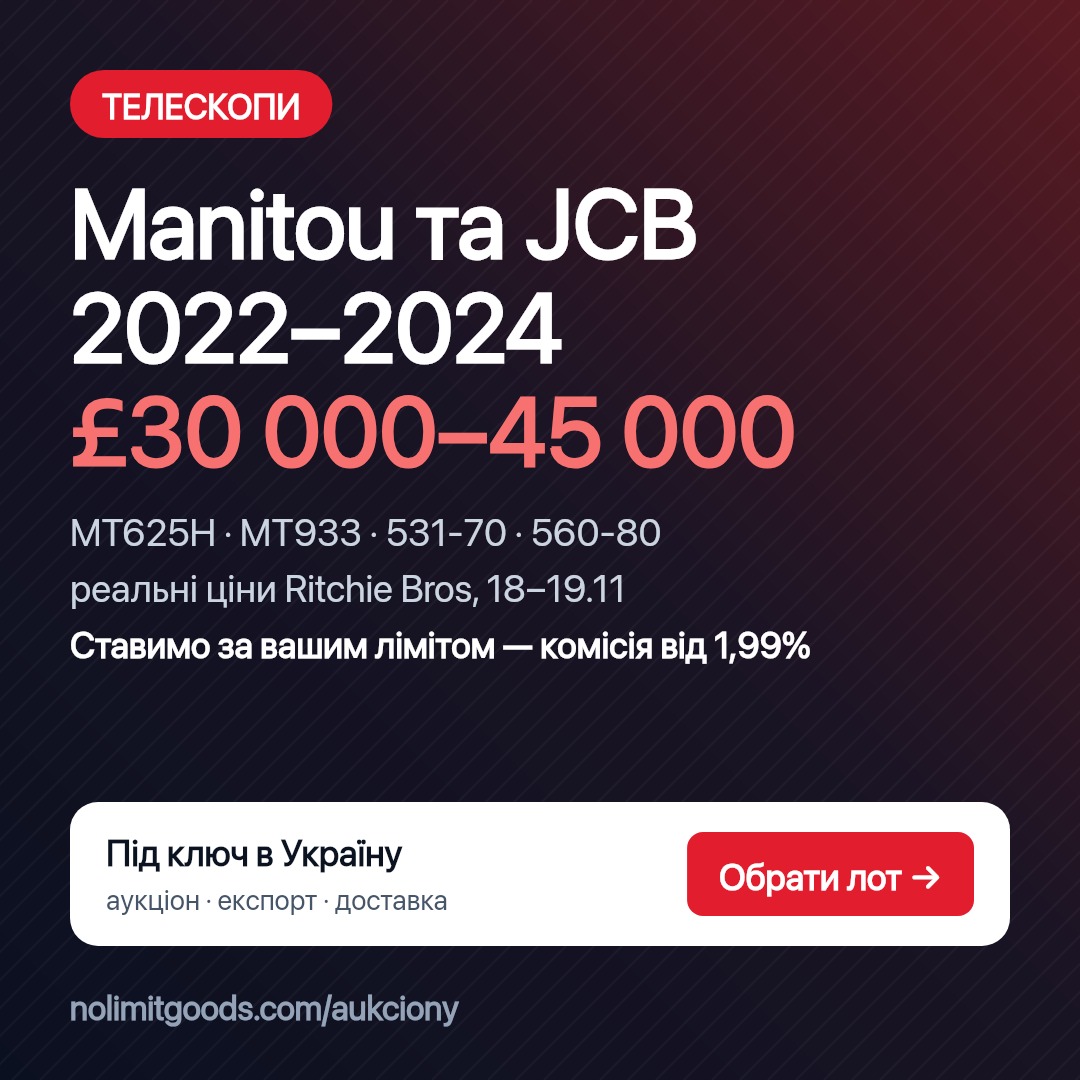 ТЕЛЕСКОПИ
Manitou та JCB
2022–2024
£30 000–45 000
MT625H · MT933 · 531-70 · 560-80
реальні ціни Ritchie Bros, 18–19.11
Ставимо за вашим лімітом — комісія від 1,99%
Під ключ в Україну
аукціон · експорт · доставка
Обрати лот →
nolimitgoods.com/aukciony